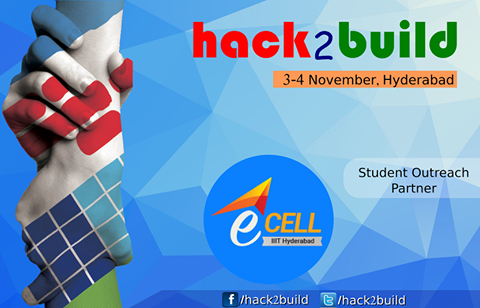 hack2build
3-4 November, Hyderabad
Student Outreach
Partner
eCELL
IIIT Hyderabad
f /hack2build
/hack2build